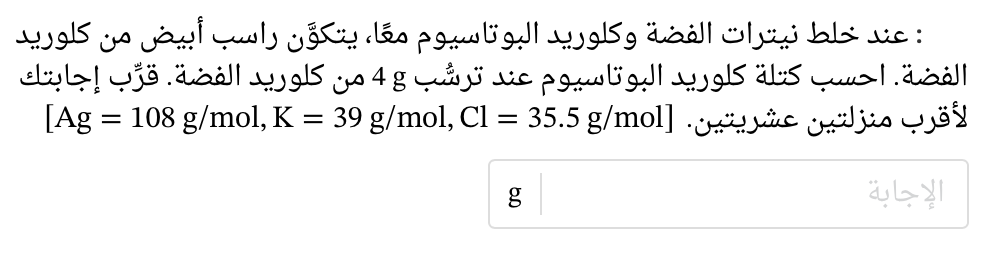 : عند خلط نيترات الفضة وكلوريد البوتاسيوم معًا، يتكوَّن راسب أبيض من كلوريد
الفضة. احسب كتلة كلوريد البوتاسيوم عند ترسُّب 4 g من كلوريد الفضة. قرِّب إجابتك
لأقرب منزلتين عشريتين. [Ag = 108 g/mol, K = 39 g/mol, Cl = 35.5 g/mol]
الإجابة g